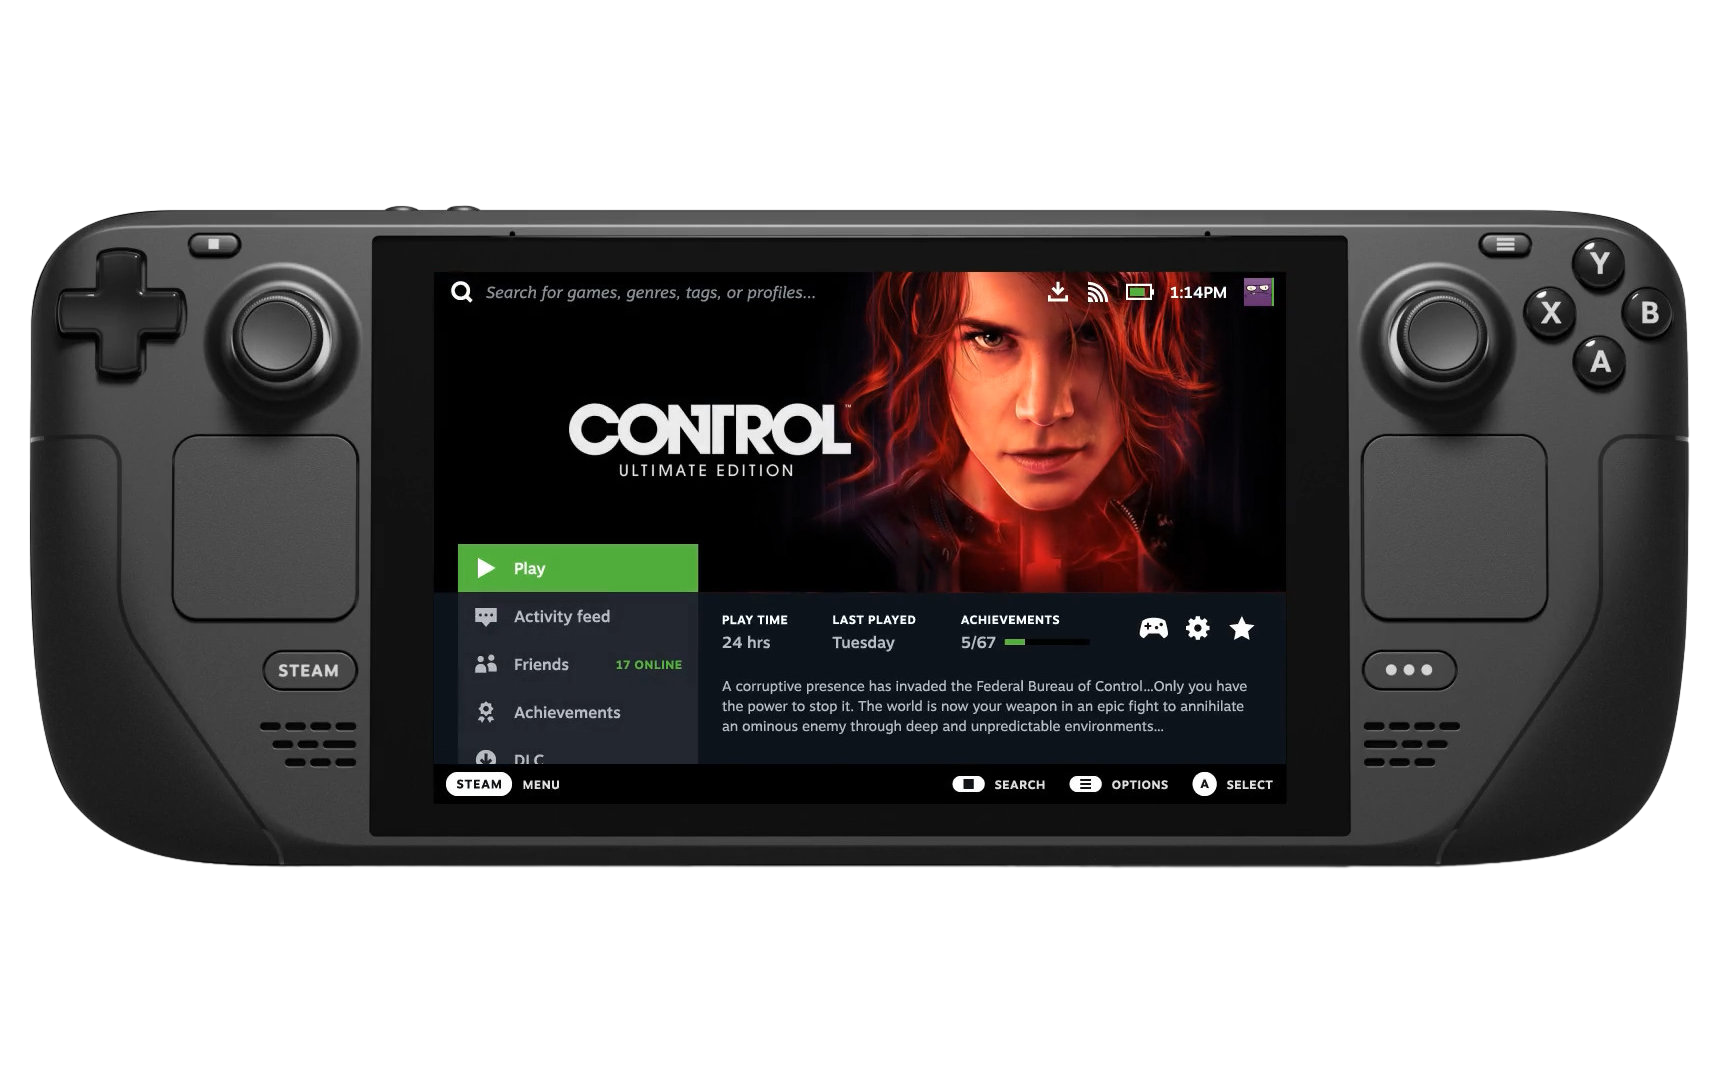 Search for games, genres, tags, or profiles...
1:14PM
Y
X
B
A
CONTROL™
ULTIMATE EDITION
Play
Activity feed
Friends 17 ONLINE
Achievements
DLC
PLAY TIME
24 hrs
LAST PLAYED
Tuesday
ACHIEVEMENTS
5/67
A corruptive presence has invaded the Federal Bureau of Control...Only you have
the power to stop it. The world is now your weapon in an epic fight to annihilate
an ominous enemy through deep and unpredictable environments...
STEAM
STEAM MENU
SEARCH
OPTIONS
A SELECT